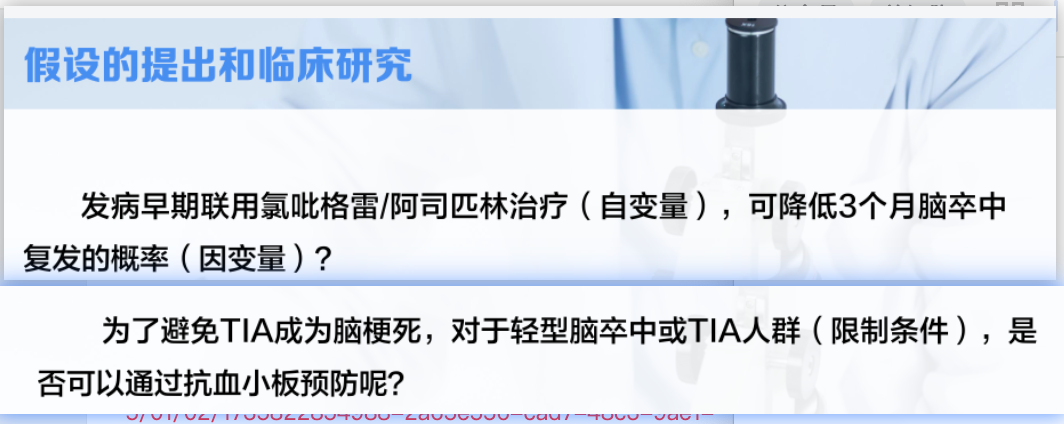 假设的提出和临床研究
发病早期联用氯吡格雷/阿司匹林治疗（自变量），可降低3个月脑卒中
复发的概率（因变量）?
为了避免TIA成为脑梗死，对于轻型脑卒中或TIA人群（限制条件），是
否可以通过抗血小板预防呢?